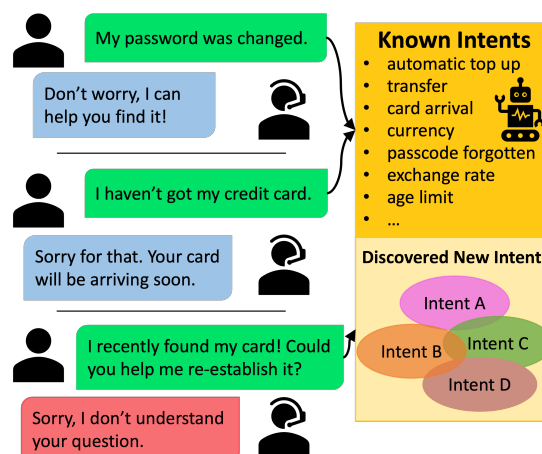 My password was changed.
Don't worry, I can
help you find it!
I haven't got my credit card.
Sorry for that. Your card
will be arriving soon.
I recently found my card! Could
you help me re-establish it?
Sorry, I don't understand
your question.
Known Intents
• automatic top up
• transfer
• card arrival
• currency
• passcode forgotten
• exchange rate
• age limit
• ...
Discovered New Intent
Intent A
Intent B
Intent C
Intent D